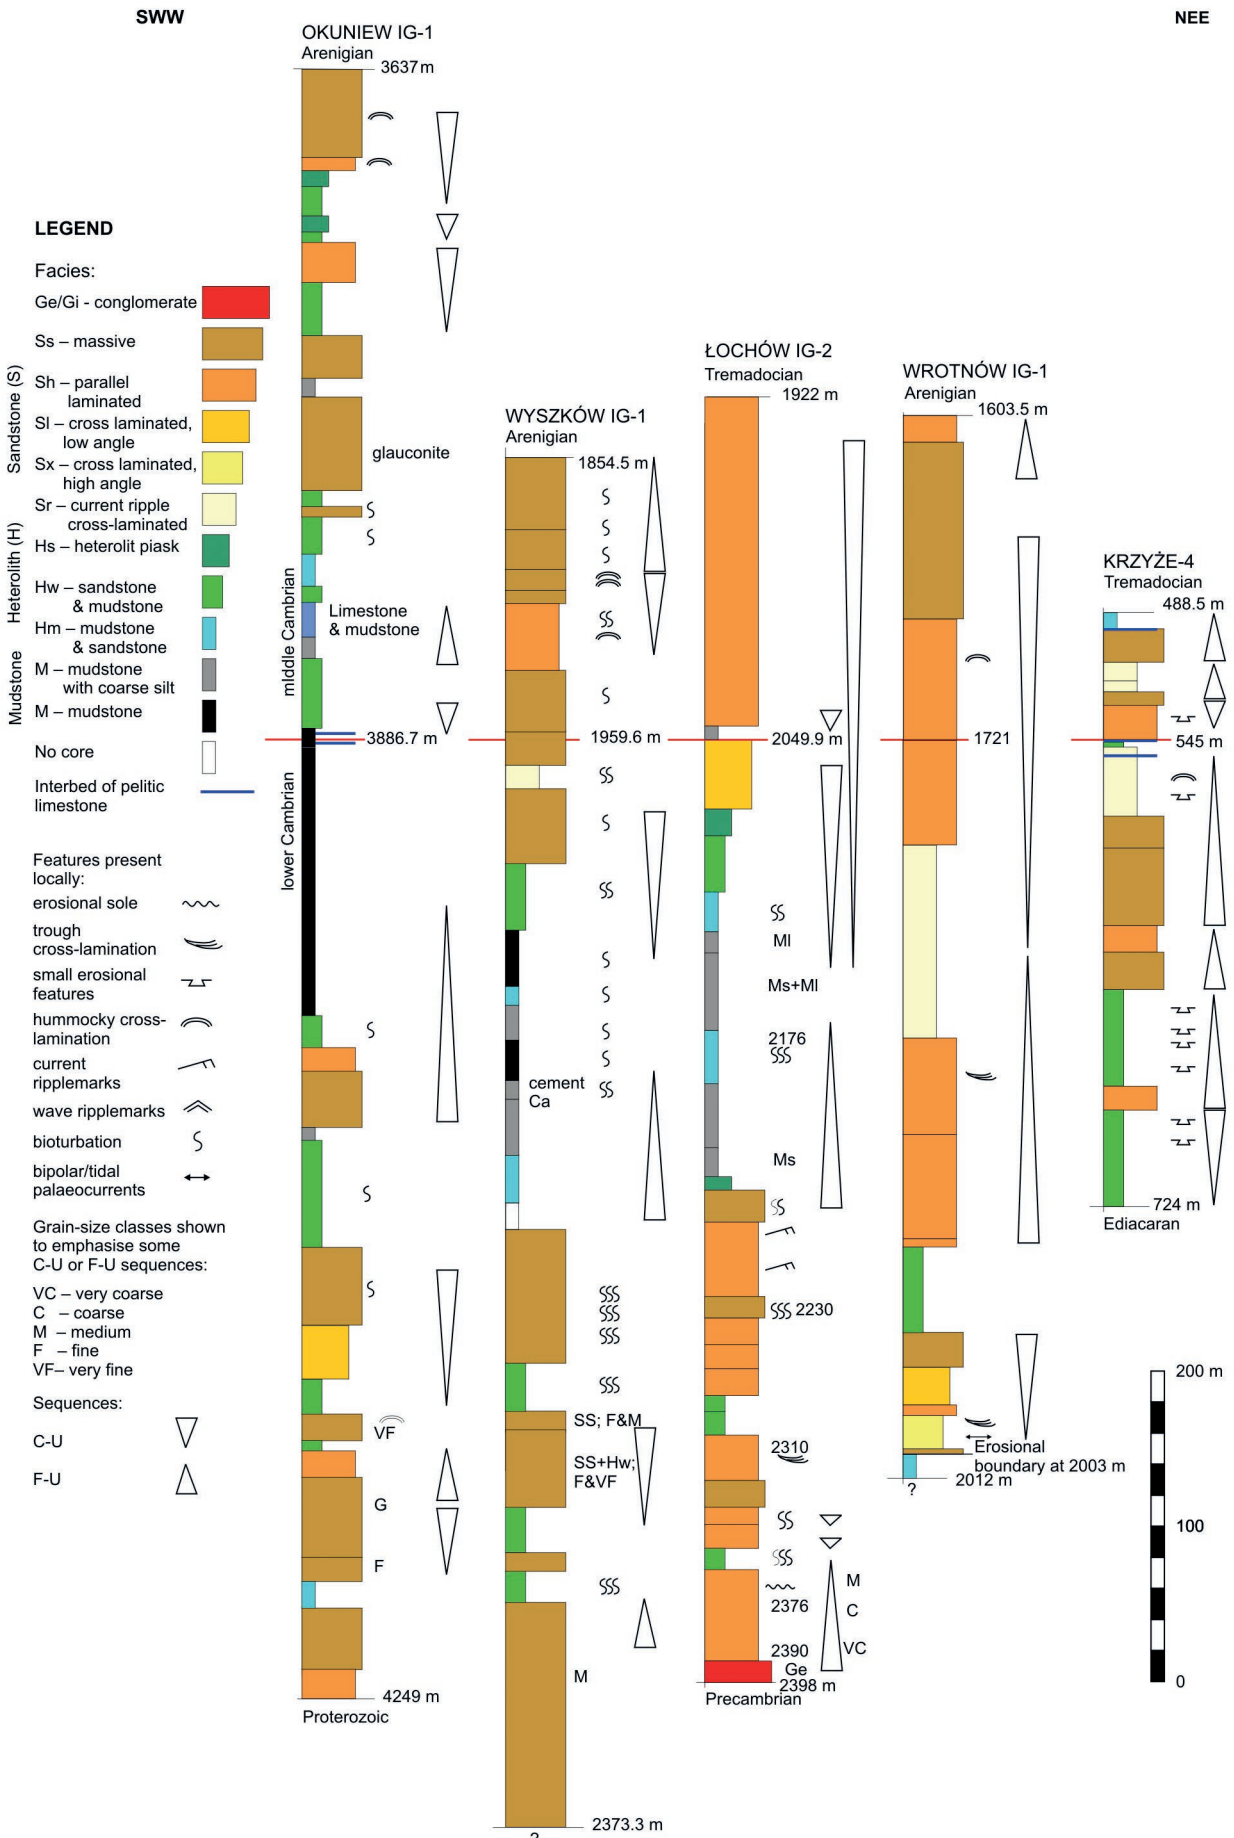 SWW
NEE
OKUNIEW IG-1
Arenigian
3637 m
LEGEND
Facies:
Ge/Gi - conglomerate
Ss – massive
Sh – parallel
laminated
Sl – cross laminated,
low angle
Sx – cross laminated,
high angle
Sr – current ripple
cross-laminated
Hs – heterolit piask
Hw – sandstone
& mudstone
Hm – mudstone
& sandstone
M – mudstone
with coarse silt
M – mudstone
No core
Interbed of pelitic
limestone
Sandstone (S)
Heterolith (H)
Mudstone
Features present
locally:
erosional sole
trough
cross-lamination
small erosional
features
hummocky cross-
lamination
current
ripplemarks
wave ripplemarks
bioturbation
bipolar/tidal
palaeocurrents
Grain-size classes shown
to emphasise some
C-U or F-U sequences:
VC – very coarse
C – coarse
M – medium
F – fine
VF– very fine
Sequences:
C-U
F-U
glauconite
Limestone
& mudstone
mIddle Cambrian
3886.7 m
lower Cambrian
VF
G
F
4249 m
Proterozoic
WYSZKÓW IG-1
Arenigian
1854.5 m
1959.6 m
cement
Ca
SS; F&M
SS+Hw;
F&VF
M
2373.3 m
?
ŁOCHÓW IG-2
Tremadocian
1922 m
2049.9 m
Ml
Ms+Ml
2176
Ms
2230
2310
2376
2390
Ge
2398 m
M
C
VC
Precambrian
WROTNÓW IG-1
Arenigian
1603.5 m
1721
Erosional
boundary at 2003 m
2012 m
?
KRZYŻE-4
Tremadocian
488.5 m
545 m
724 m
Ediacaran
200 m
100
0